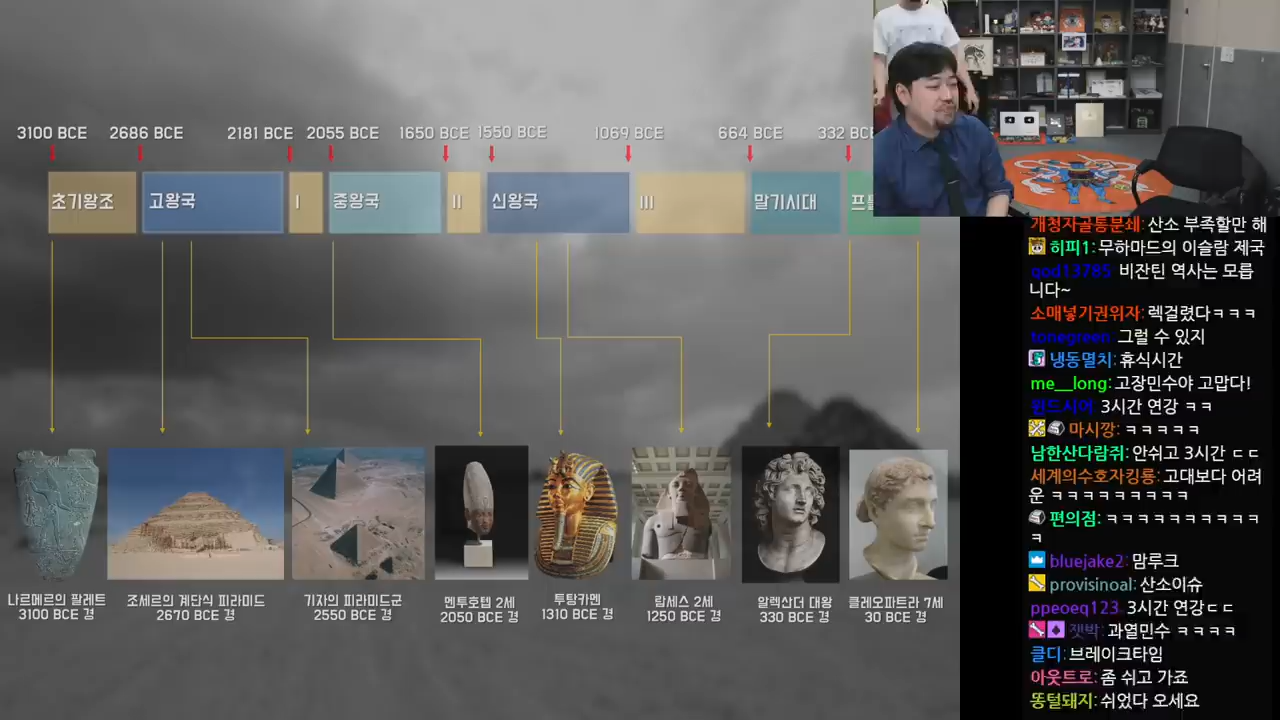 3100 BCE 2686 BCE 2181 BCE 2055 BCE 1650 BCE 1550 BCE 1069 BCE 664 BCE 332 BCE
초기왕조 고왕국 I 중왕국 II 신왕국 III 말기시대
나르메르의 팔레트
3100 BCE 경
조세르의 계단식 피라미드
2670 BCE 경
기자의 피라미드군
2550 BCE 경
멘투호텝 2세
2050 BCE 경
투탕카멘
1310 BCE 경
람세스 2세
1250 BCE 경
알렉산더 대왕
330 BCE 경
클레오파트라 7세
30 BCE 경
개청자골통분쇄: 산소 부족할만 해
히피1: 무하마드의 이슬람 제국
qod13785: 비잔틴 역사는 모릅
니다~
소매넣기권위자: 렉걸렸다ㅋㅋㅋ
tonegreen: 그럴 수 있지
냉동멸치: 휴식시간
me__long: 고장민수야 고맙다!
윈드시어: 3시간 연강 ㅋㅋ
마시깡: ㅋㅋㅋㅋㅋ
남한산다람쥐: 안쉬고 3시간 ㄷㄷ
세계의수호자킹룡: 고대보다 어려
운 ㅋㅋㅋㅋㅋㅋㅋㅋㅋ
편의점: ㅋㅋㅋㅋㅋㅋㅋㅋㅋㅋ
ㅋ
bluejake2: 맘루크
provisinoal: 산소이슈
ppeoeq123: 3시간 연강ㄷㄷ
잿박: 과열민수 ㅋㅋㅋㅋ
클디: 브레이크타임
아웃트로: 좀 쉬고 가죠
똥털돼지: 쉬었다 오세요